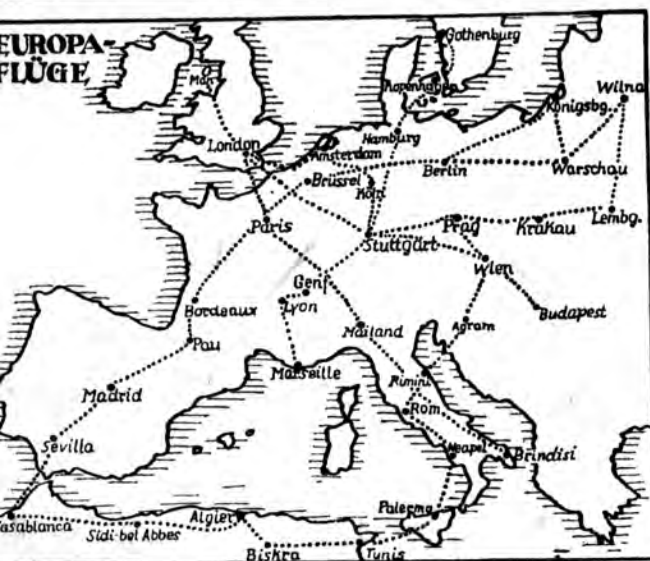 EUROPA-
FLÜGE
Gothenburg
Man.
Kopenhagen
Wilna
Königsbg.
Hamburg
London
Amsterdam
Berlin
Warschau
Brüssel
Köln
Paris
Stuttgart
Prag
Krakau
Lembg.
Wien
Genf
Bordeaux
Lyon
Budapest
Mailand
Agram
Pau
Marseille
Rimini
Madrid
Rom
Sevilla
Neapel
Brindisi
Casablanca
Sidi-bel Abbes
Algier
Palermo
Biskra
Tunis